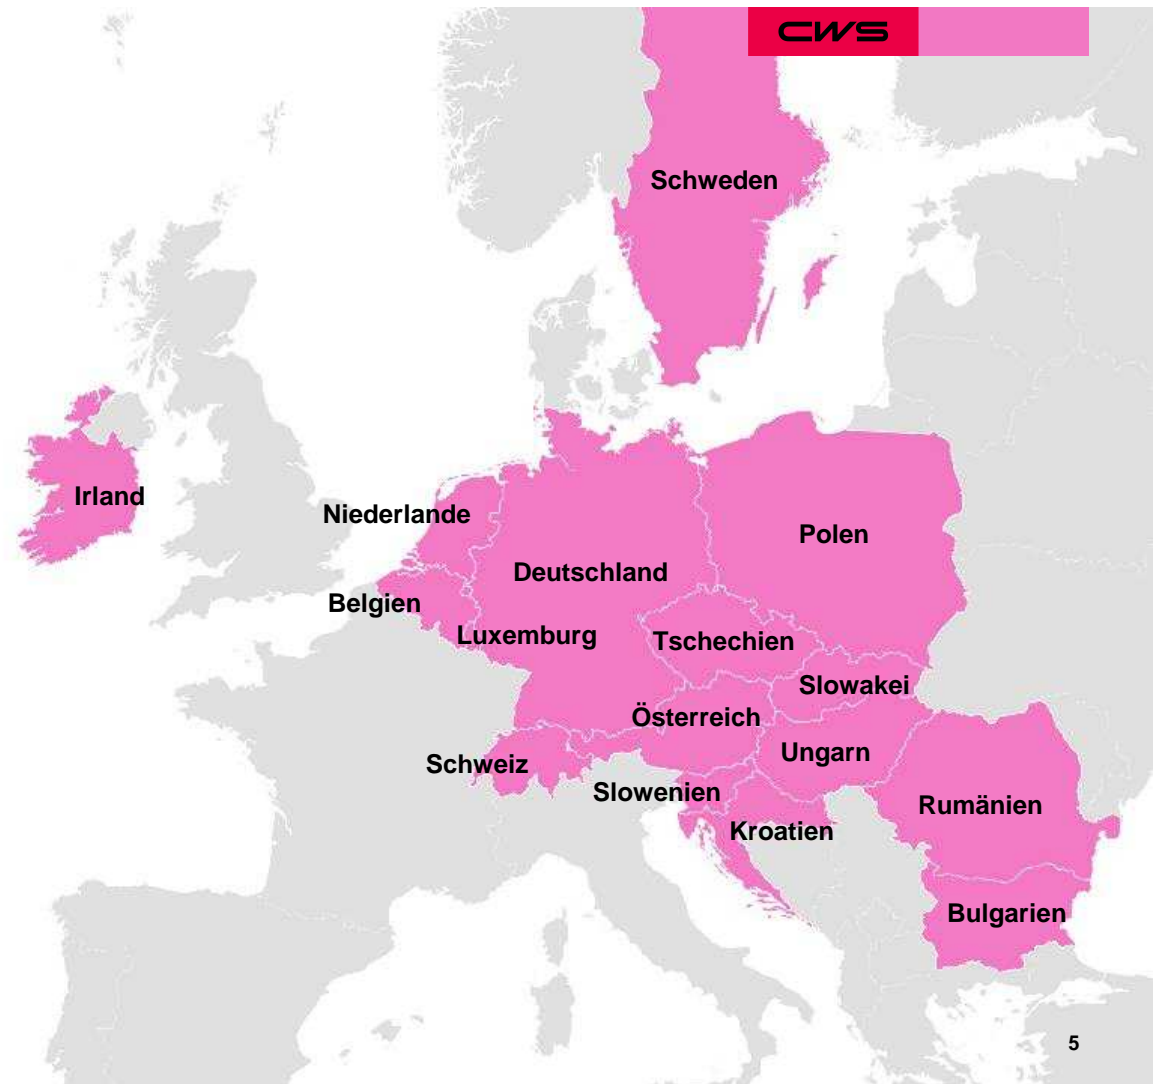 CWS
Schweden
Irland
Niederlande
Polen
Deutschland
Belgien
Luxemburg
Tschechien
Slowakei
Österreich
Ungarn
Schweiz
Slowenien
Rumänien
Kroatien
Bulgarien
5